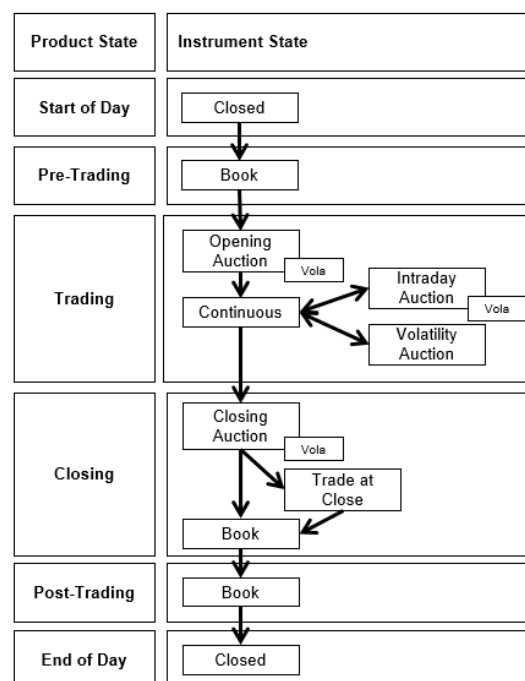 Product State
Instrument State
Start of Day
Closed
Pre-Trading
Book
Trading
Opening
Auction
Vola
Continuous
Intraday
Auction
Vola
Volatility
Auction
Closing
Closing
Auction
Vola
Trade at
Close
Book
Post-Trading
Book
End of Day
Closed